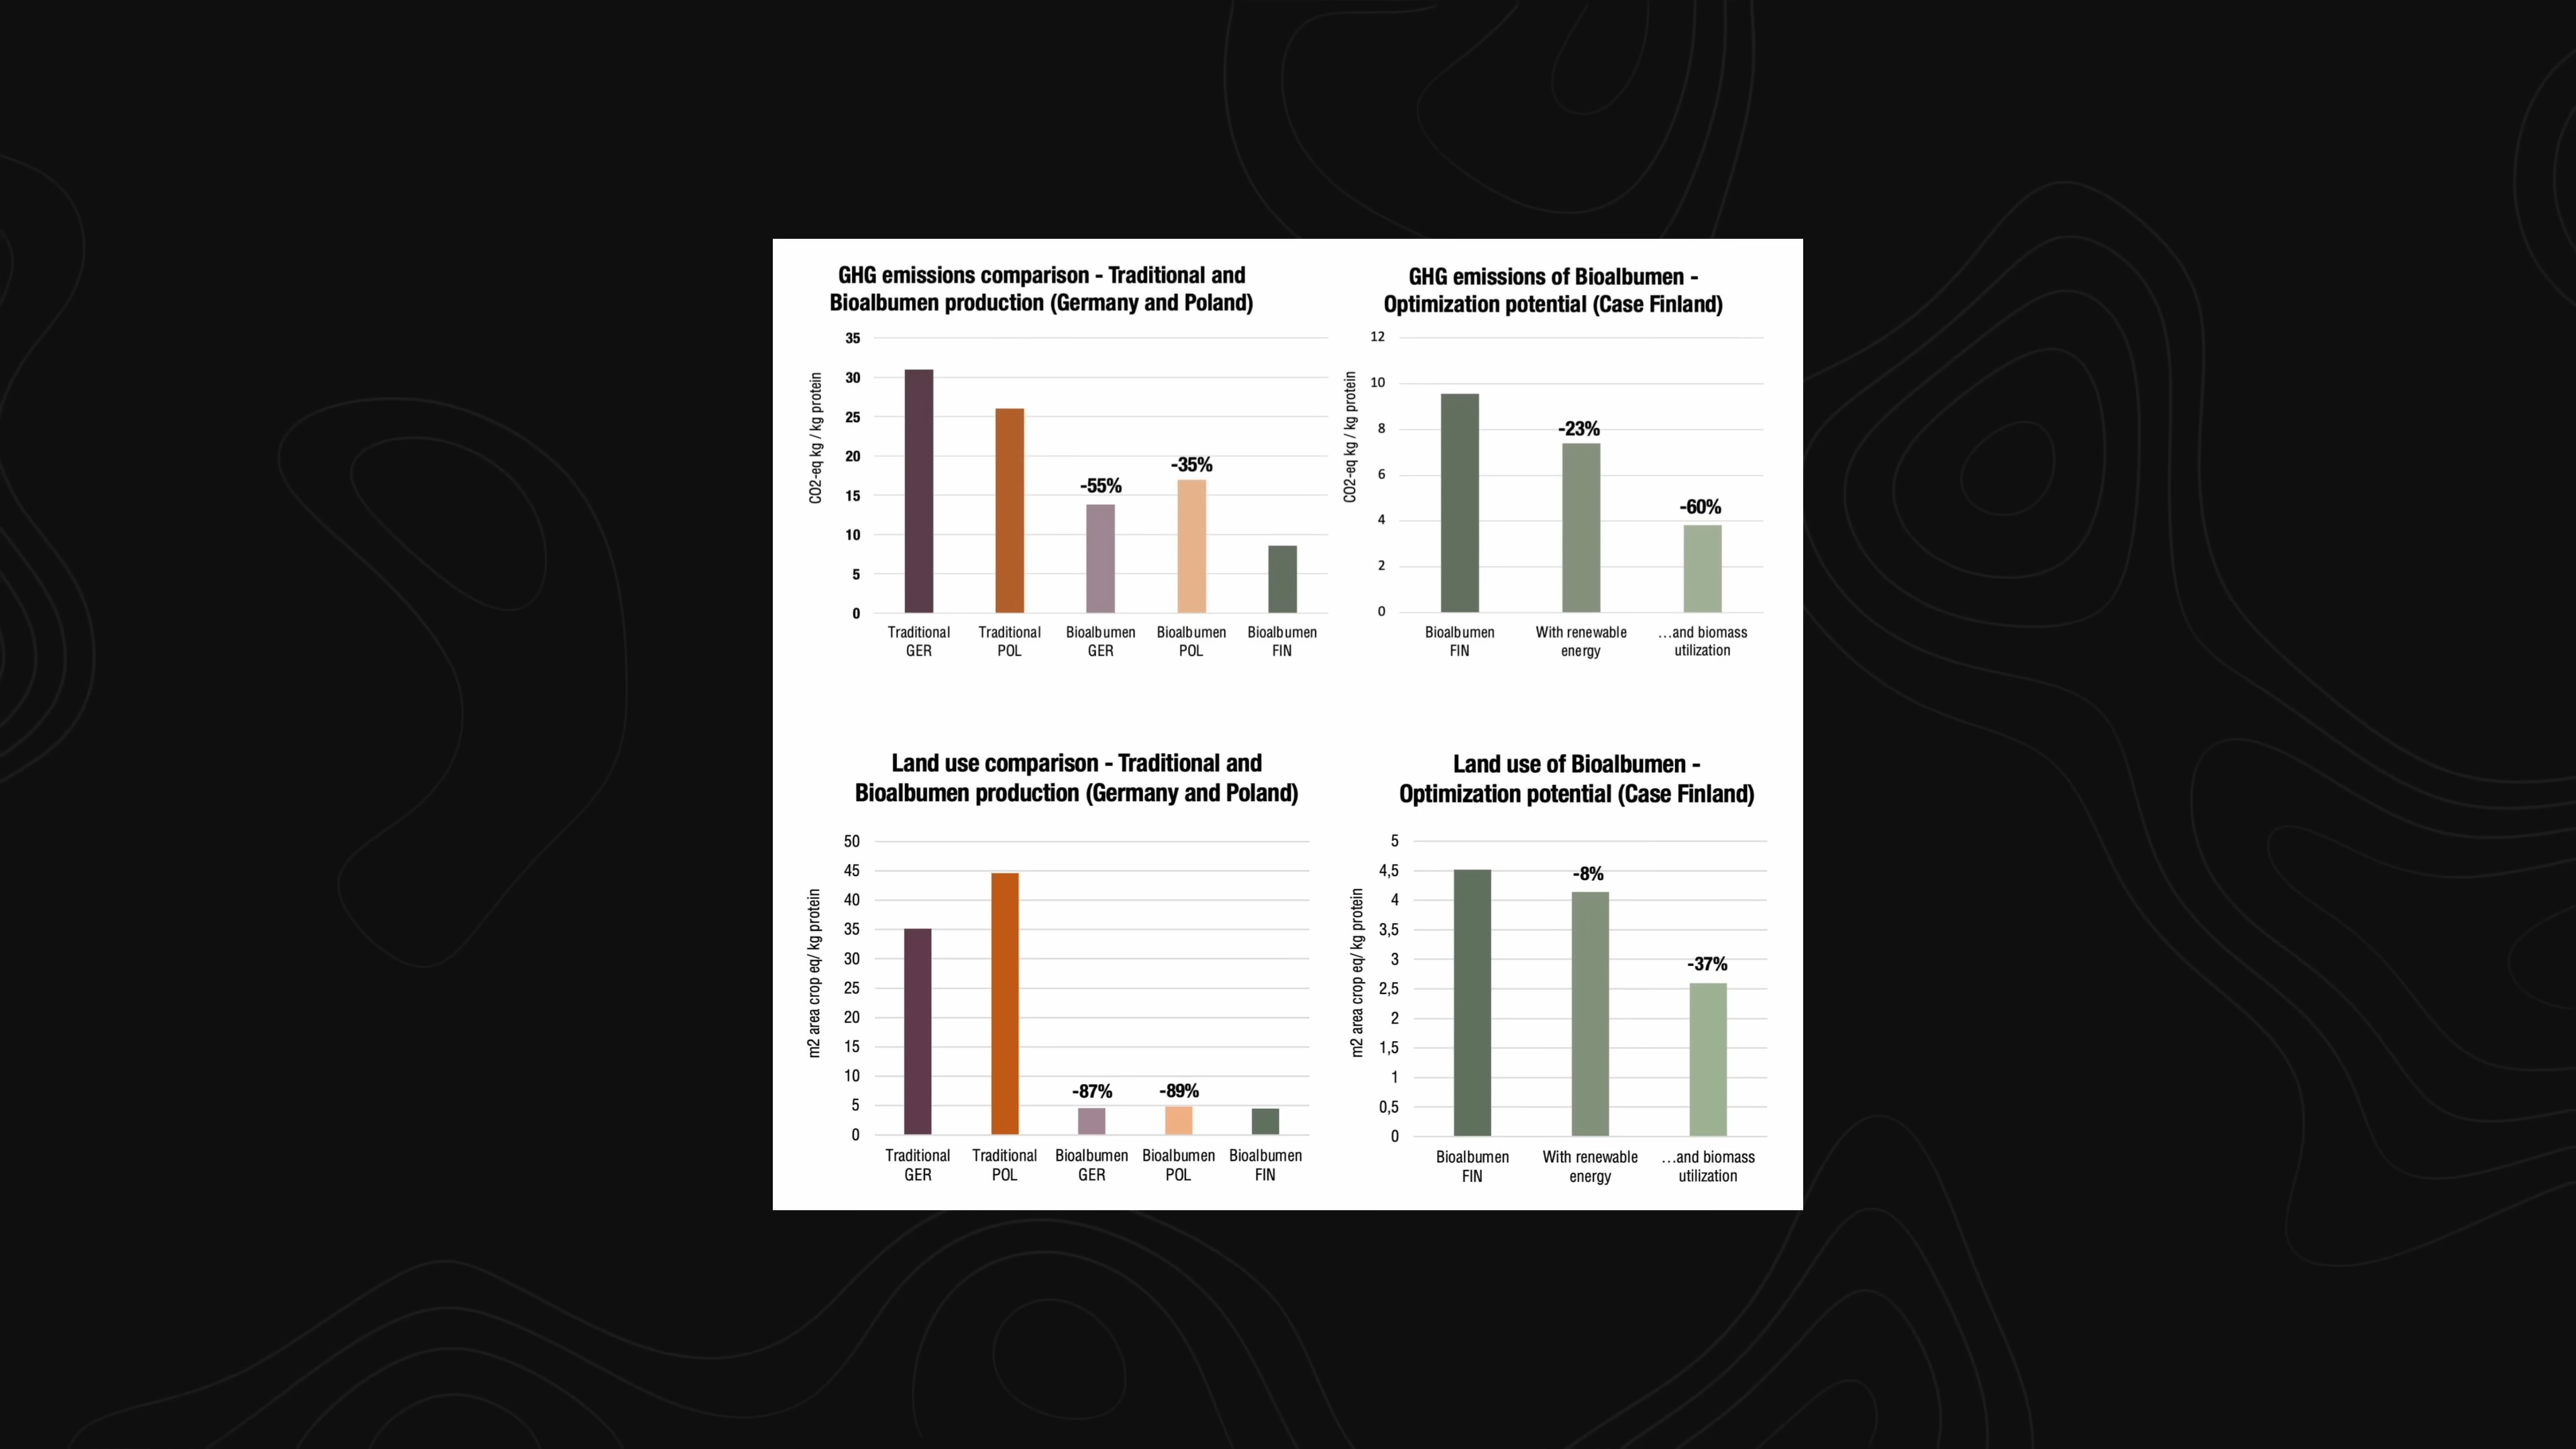 GHG emissions comparison - Traditional and
Bioalbumen production (Germany and Poland)
CO2-eq kg / kg protein
35
30
25
20
15
10
5
0
-55%
-35%
Traditional GER
Traditional POL
Bioalbumen GER
Bioalbumen POL
Bioalbumen FIN
GHG emissions of Bioalbumen -
Optimization potential (Case Finland)
CO2-eq kg / kg protein
12
10
8
6
4
2
0
-23%
-60%
Bioalbumen FIN
With renewable energy
...and biomass utilization
Land use comparison - Traditional and
Bioalbumen production (Germany and Poland)
m2 area crop eq/ kg protein
50
45
40
35
30
25
20
15
10
5
0
-87%
-89%
Traditional GER
Traditional POL
Bioalbumen GER
Bioalbumen POL
Bioalbumen FIN
Land use of Bioalbumen -
Optimization potential (Case Finland)
m2 area crop eq/ kg protein
5
4,5
4
3,5
3
2,5
2
1,5
1
0,5
0
-8%
-37%
Bioalbumen FIN
With renewable energy
...and biomass utilization